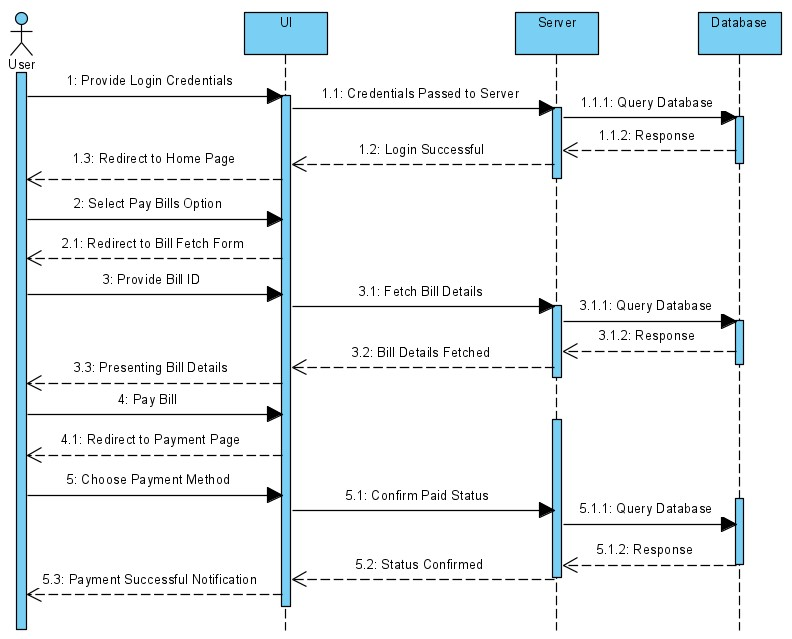 UI
Server
Database
User
1: Provide Login Credentials
1.1: Credentials Passed to Server
1.1.1: Query Database
1.1.2: Response
1.2: Login Successful
1.3: Redirect to Home Page
2: Select Pay Bills Option
2.1: Redirect to Bill Fetch Form
3: Provide Bill ID
3.1: Fetch Bill Details
3.1.1: Query Database
3.1.2: Response
3.2: Bill Details Fetched
3.3: Presenting Bill Details
4: Pay Bill
4.1: Redirect to Payment Page
5: Choose Payment Method
5.1: Confirm Paid Status
5.1.1: Query Database
5.1.2: Response
5.2: Status Confirmed
5.3: Payment Successful Notification